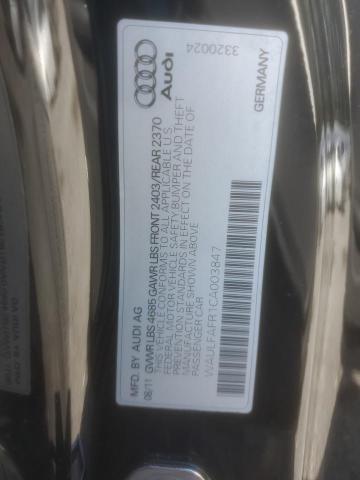 Audi
3320024
MFD. BY AUDI AG
GERMANY
08/11 GVWR LBS 4685 GAWR LBS FRONT 2403/REAR 2370
THIS VEHICLE CONFORMS TO ALL APPLICABLE U.S.
FEDERAL MOTOR VEHICLE SAFETY BUMPER AND THEFT
PREVENTION STANDARDS IN EFFECT ON THE DATE OF
MANUFACTURE SHOWN ABOVE
PASSENGER CAR
WAULFAFR1CA003847